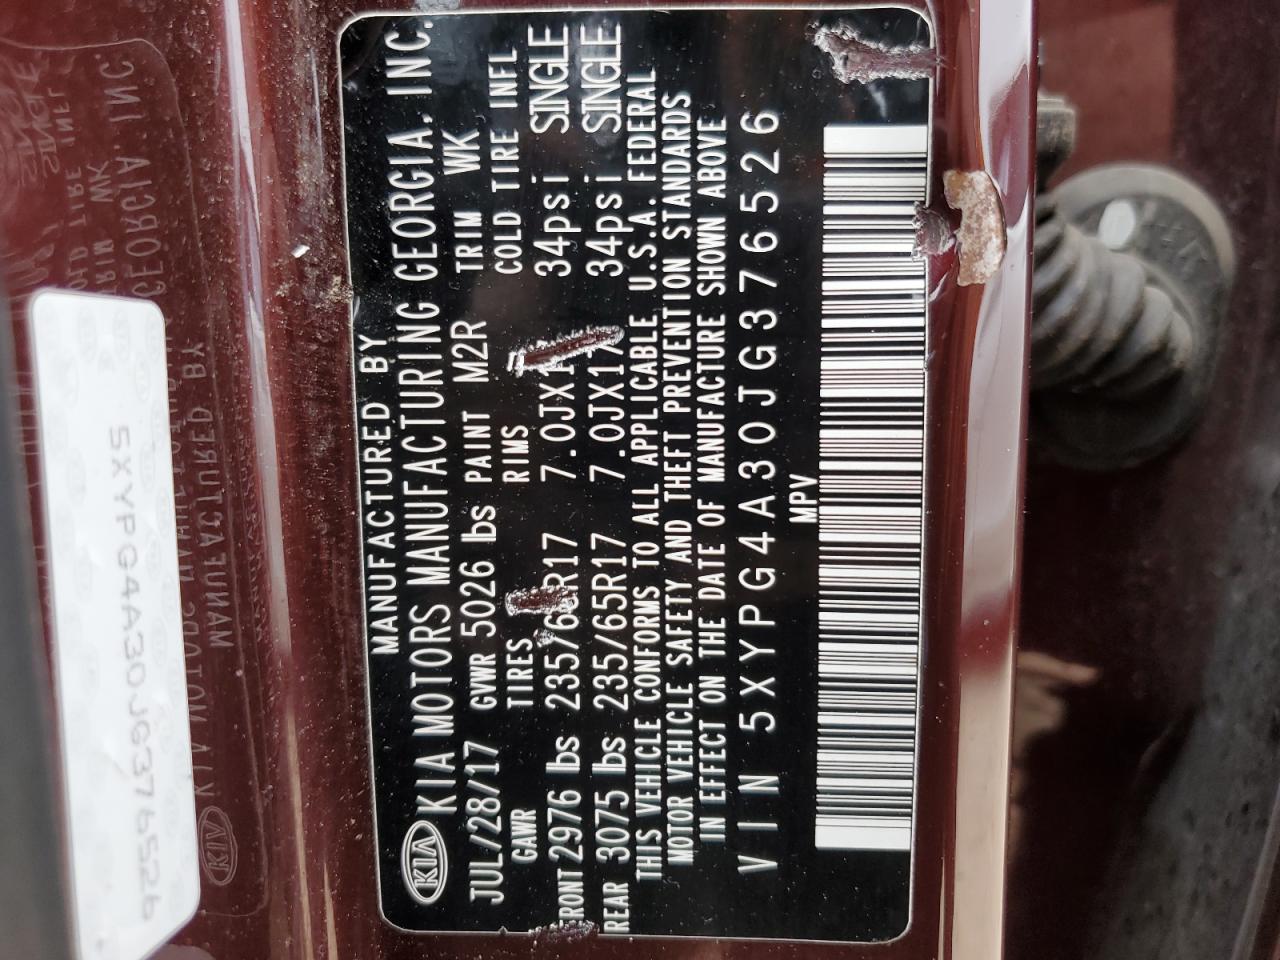 KIA
MANUFACTURED BY
KIA MOTORS MANUFACTURING GEORGIA, INC.
JUL/28/17 GVWR 5026 lbs PAINT M2R TRIM WK
GAWR TIRES RIMS COLD TIRE INFL
FRONT 2976 lbs 235/65R17 7.0JX17 34psi SINGLE
REAR 3075 lbs 235/65R17 7.0JX17 34psi SINGLE
THIS VEHICLE CONFORMS TO ALL APPLICABLE U.S.A. FEDERAL
MOTOR VEHICLE SAFETY AND THEFT PREVENTION STANDARDS
IN EFFECT ON THE DATE OF MANUFACTURE SHOWN ABOVE
VIN 5XYPG4A30JG376526
MPV
5XYPG4A30JG376526